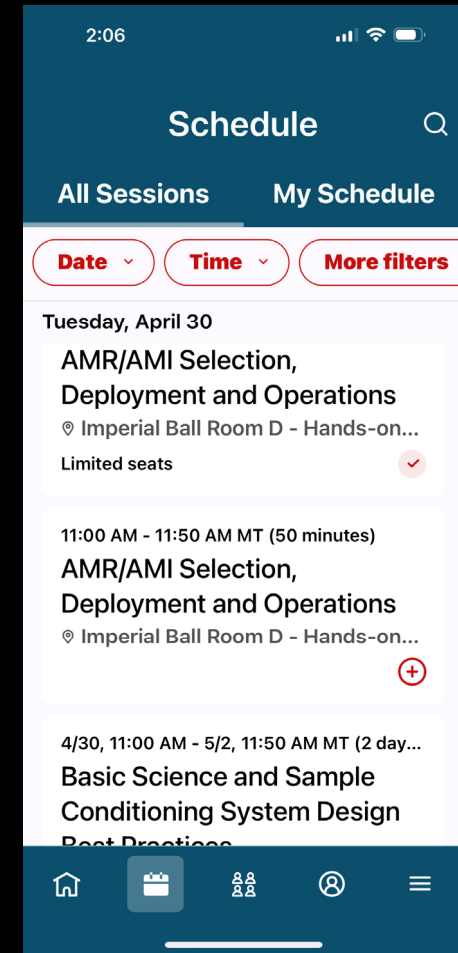 2:06
Schedule
All Sessions My Schedule
Date Time More filters
Tuesday, April 30
AMR/AMI Selection,
Deployment and Operations
Imperial Ball Room D - Hands-on...
Limited seats
11:00 AM - 11:50 AM MT (50 minutes)
AMR/AMI Selection,
Deployment and Operations
Imperial Ball Room D - Hands-on...
4/30, 11:00 AM - 5/2, 11:50 AM MT (2 day...
Basic Science and Sample
Conditioning System Design
Best Practices